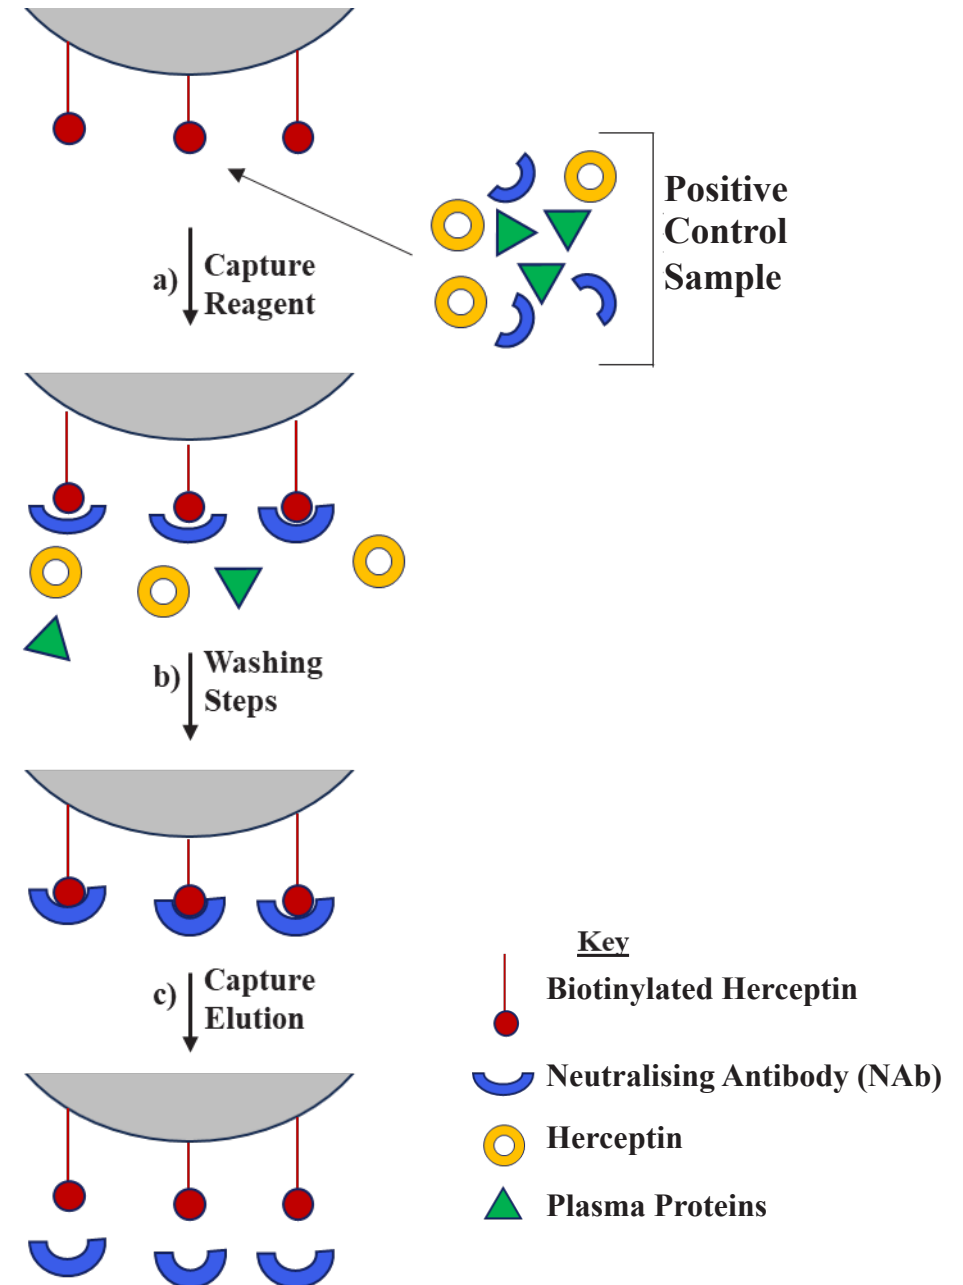 Positive
Control
Sample
a) Capture
Reagent
b) Washing
Steps
c) Capture
Elution
Key
Biotinylated Herceptin
Neutralising Antibody (NAb)
Herceptin
Plasma Proteins